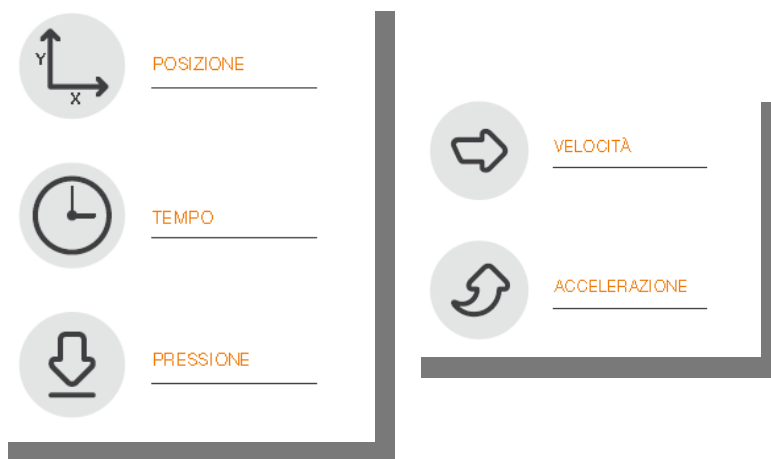 Y
X
POSIZIONE
TEMPO
PRESSIONE
VELOCITÀ
ACCELERAZIONE